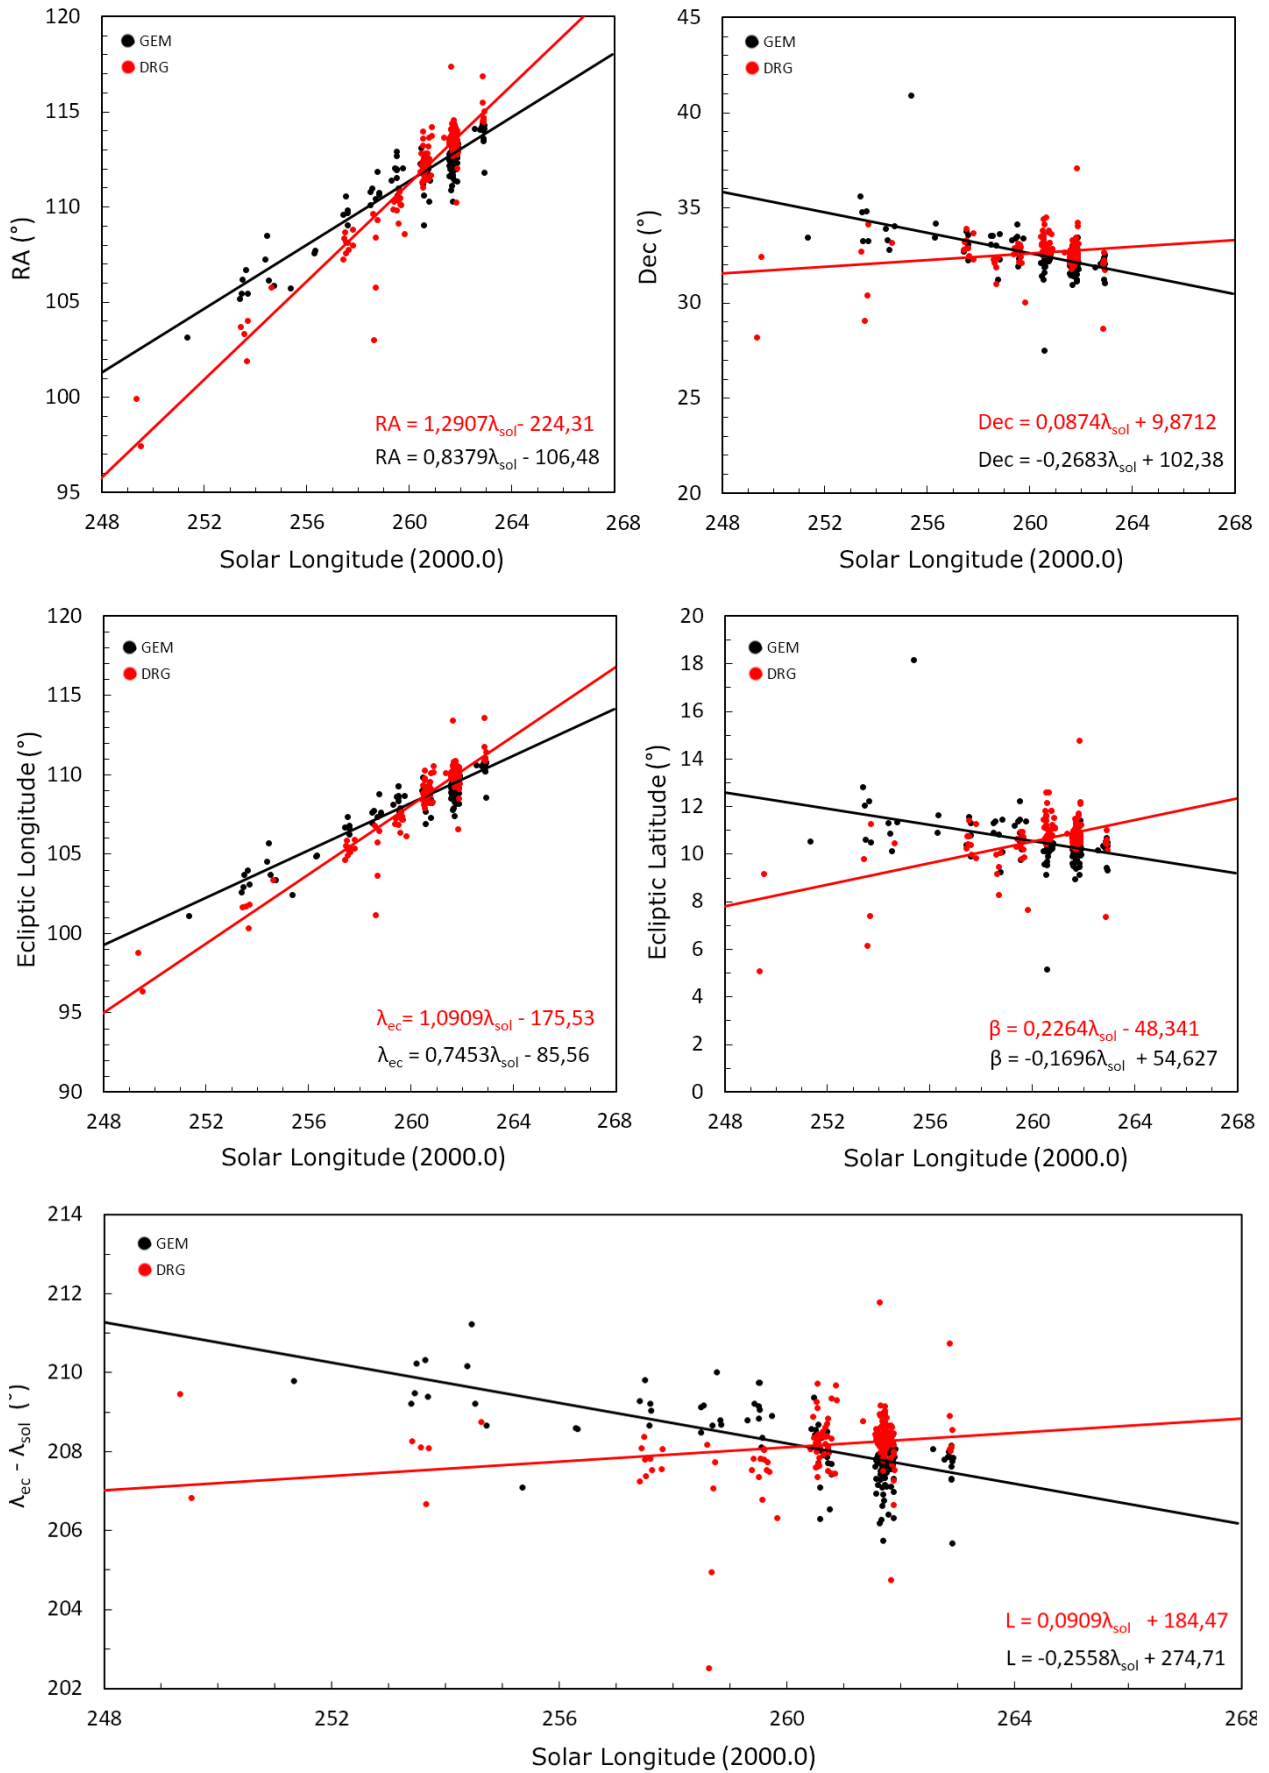 120
115
110
105
100
95
RA (°)
GEM
DRG
RA = 1,2907λsol- 224,31
RA = 0,8379λsol - 106,48
248 252 256 260 264 268
Solar Longitude (2000.0)
45
40
35
30
25
20
Dec (°)
GEM
DRG
Dec = 0,0874λsol + 9,8712
Dec = -0,2683λsol + 102,38
248 252 256 260 264 268
Solar Longitude (2000.0)
120
115
110
105
100
95
90
Ecliptic Longitude (°)
GEM
DRG
λec= 1,0909λsol - 175,53
λec = 0,7453λsol - 85,56
248 252 256 260 264 268
Solar Longitude (2000.0)
20
18
16
14
12
10
8
6
4
2
0
Ecliptic Latitude (°)
GEM
DRG
β = 0,2264λsol - 48,341
β = -0,1696λsol + 54,627
248 252 256 260 264 268
Solar Longitude (2000.0)
214
212
210
208
206
204
202
λec - λsol (°)
GEM
DRG
L = 0,0909λsol + 184,47
L = -0,2558λsol + 274,71
248 252 256 260 264 268
Solar Longitude (2000.0)